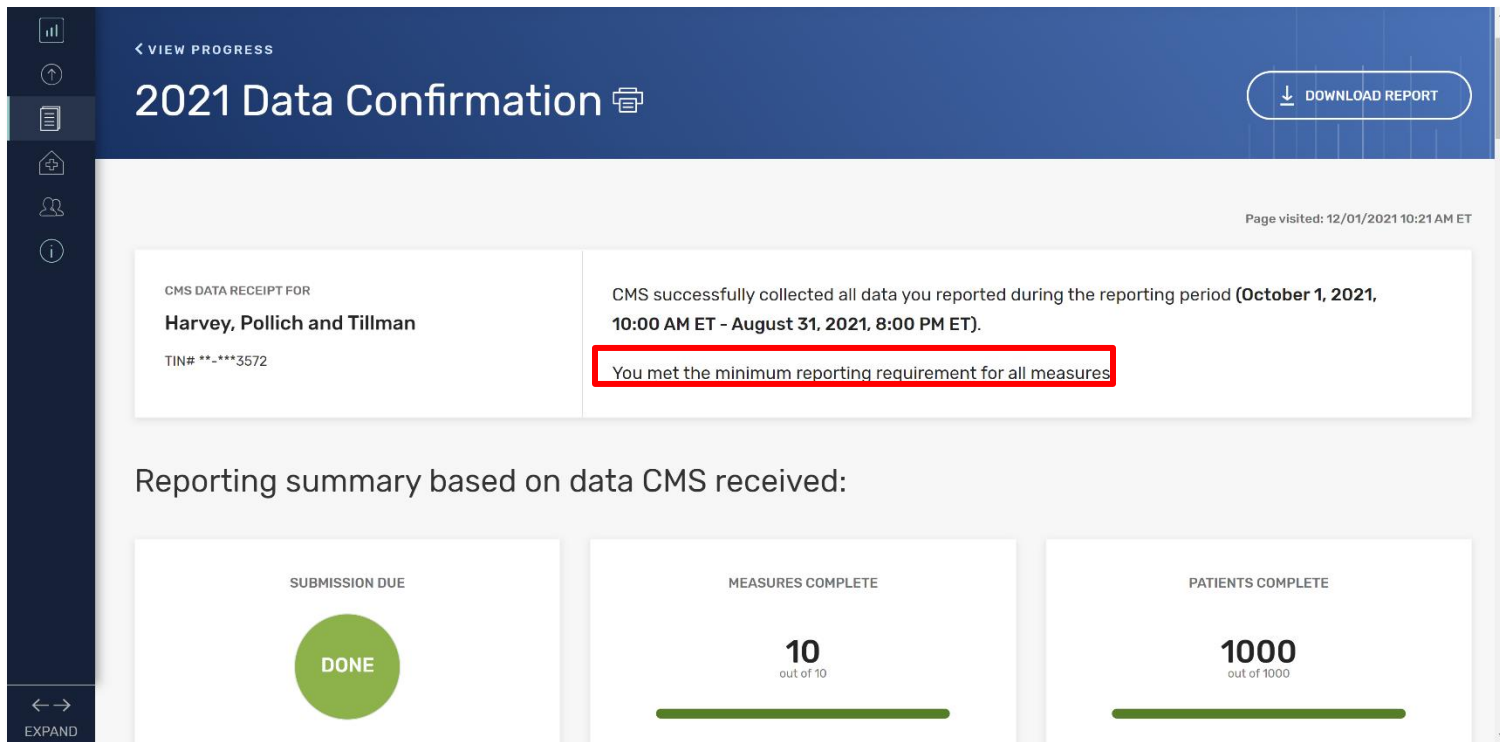 VIEW PROGRESS
2021 Data Confirmation
DOWNLOAD REPORT
Page visited: 12/01/2021 10:21 AM ET
CMS DATA RECEIPT FOR
Harvey, Pollich and Tillman
TIN# **-***3572
CMS successfully collected all data you reported during the reporting period (October 1, 2021,
10:00 AM ET - August 31, 2021, 8:00 PM ET).
You met the minimum reporting requirement for all measures
Reporting summary based on data CMS received:
SUBMISSION DUE
DONE
MEASURES COMPLETE
10
out of 10
PATIENTS COMPLETE
1000
out of 1000
EXPAND